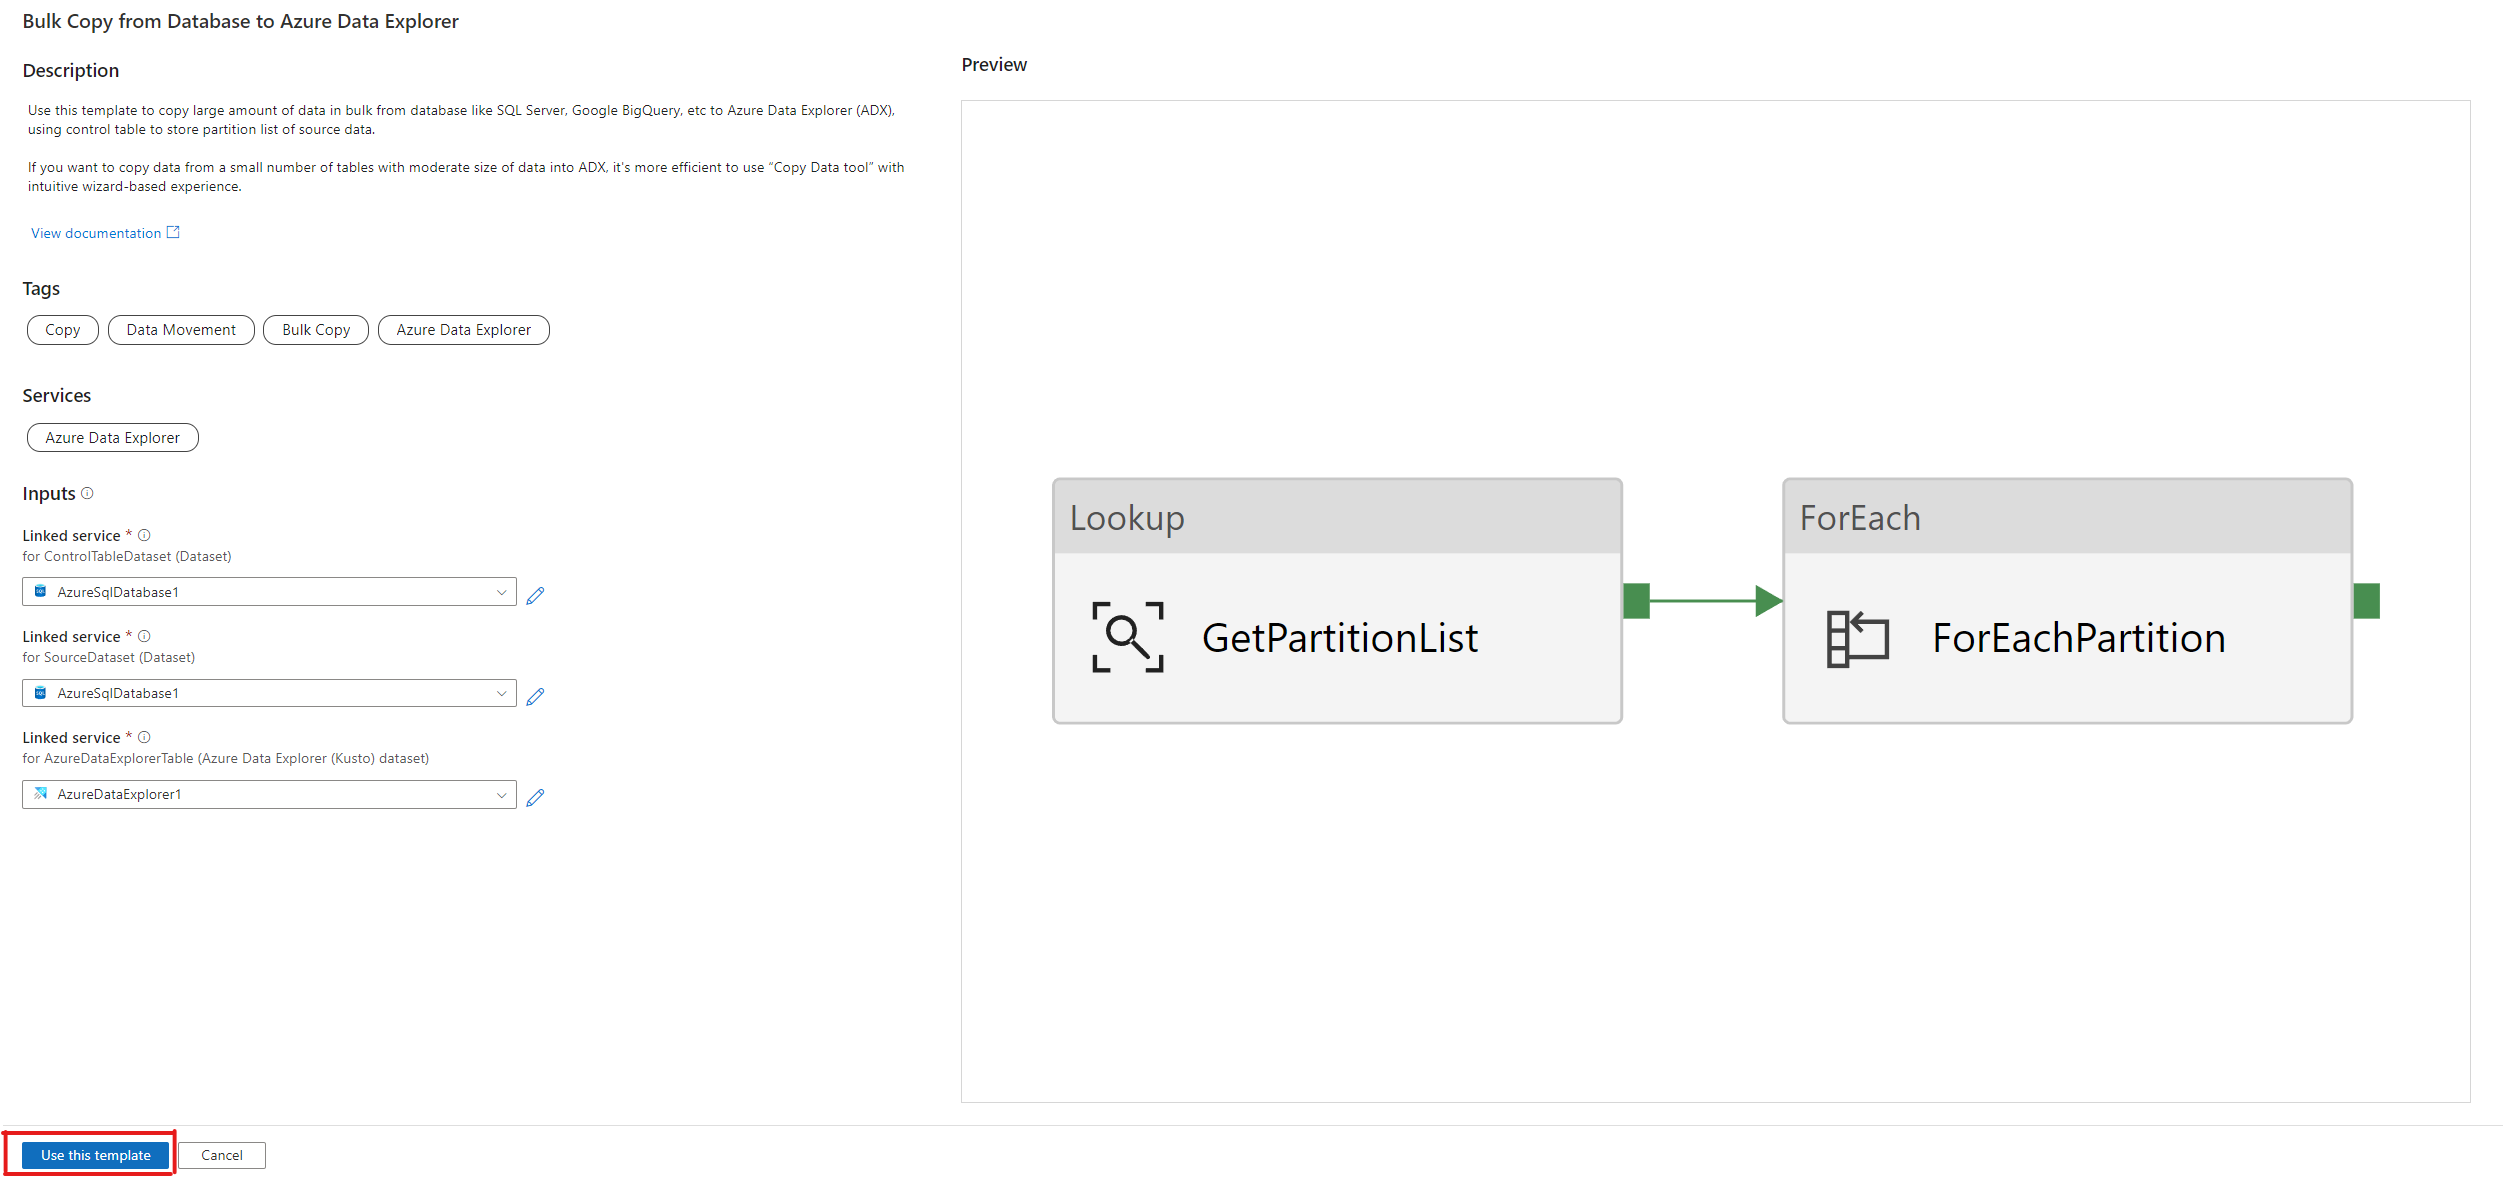 Bulk Copy from Database to Azure Data Explorer
Description
Use this template to copy large amount of data in bulk from database like SQL Server, Google BigQuery, etc to Azure Data Explorer (ADX),
using control table to store partition list of source data.
If you want to copy data from a small number of tables with moderate size of data into ADX, it's more efficient to use “Copy Data tool” with
intuitive wizard-based experience.
View documentation
Tags
Copy
Data Movement
Bulk Copy
Azure Data Explorer
Services
Azure Data Explorer
Inputs
Linked service *
for ControlTableDataset (Dataset)
AzureSqlDatabase1
Linked service *
for SourceDataset (Dataset)
AzureSqlDatabase1
Linked service *
for AzureDataExplorerTable (Azure Data Explorer (Kusto) dataset)
AzureDataExplorer1
Preview
Lookup
GetPartitionList
ForEach
ForEachPartition
Use this template
Cancel